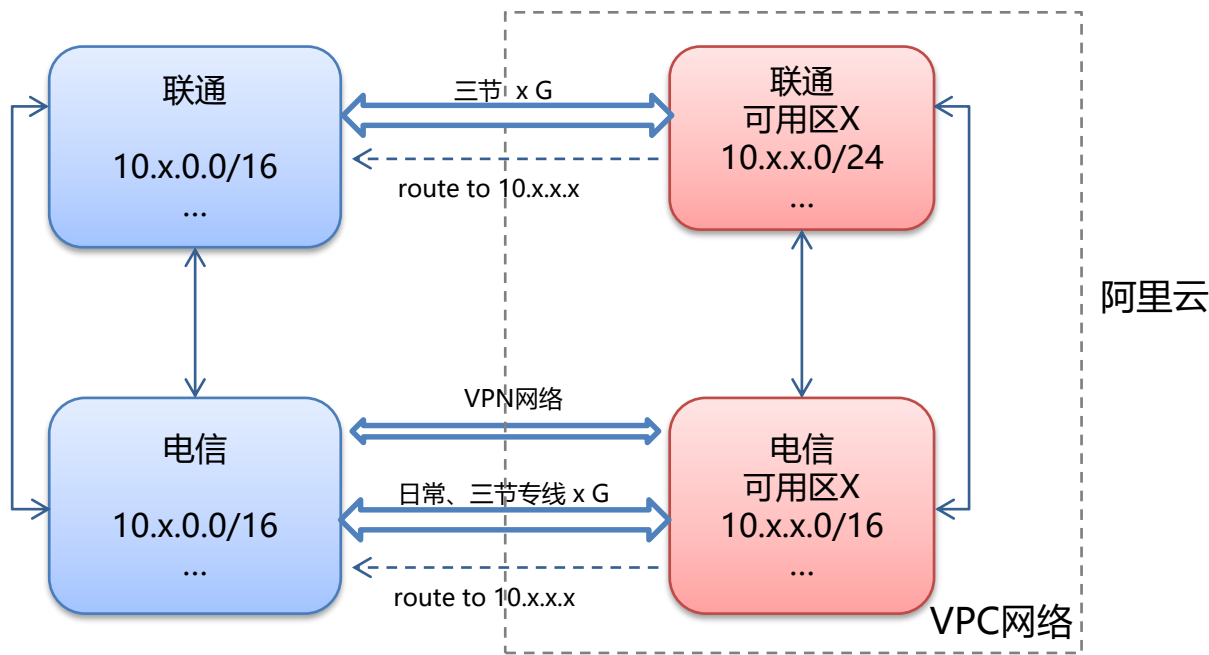 联通
10.x.0.0/16
...
三节 x G
route to 10.x.x.x
联通
可用区X
10.x.x.0/24
...
阿里云
电信
10.x.0.0/16
...
VPN网络
日常、三节专线 x G
route to 10.x.x.x
电信
可用区X
10.x.x.0/16
...
VPC网络